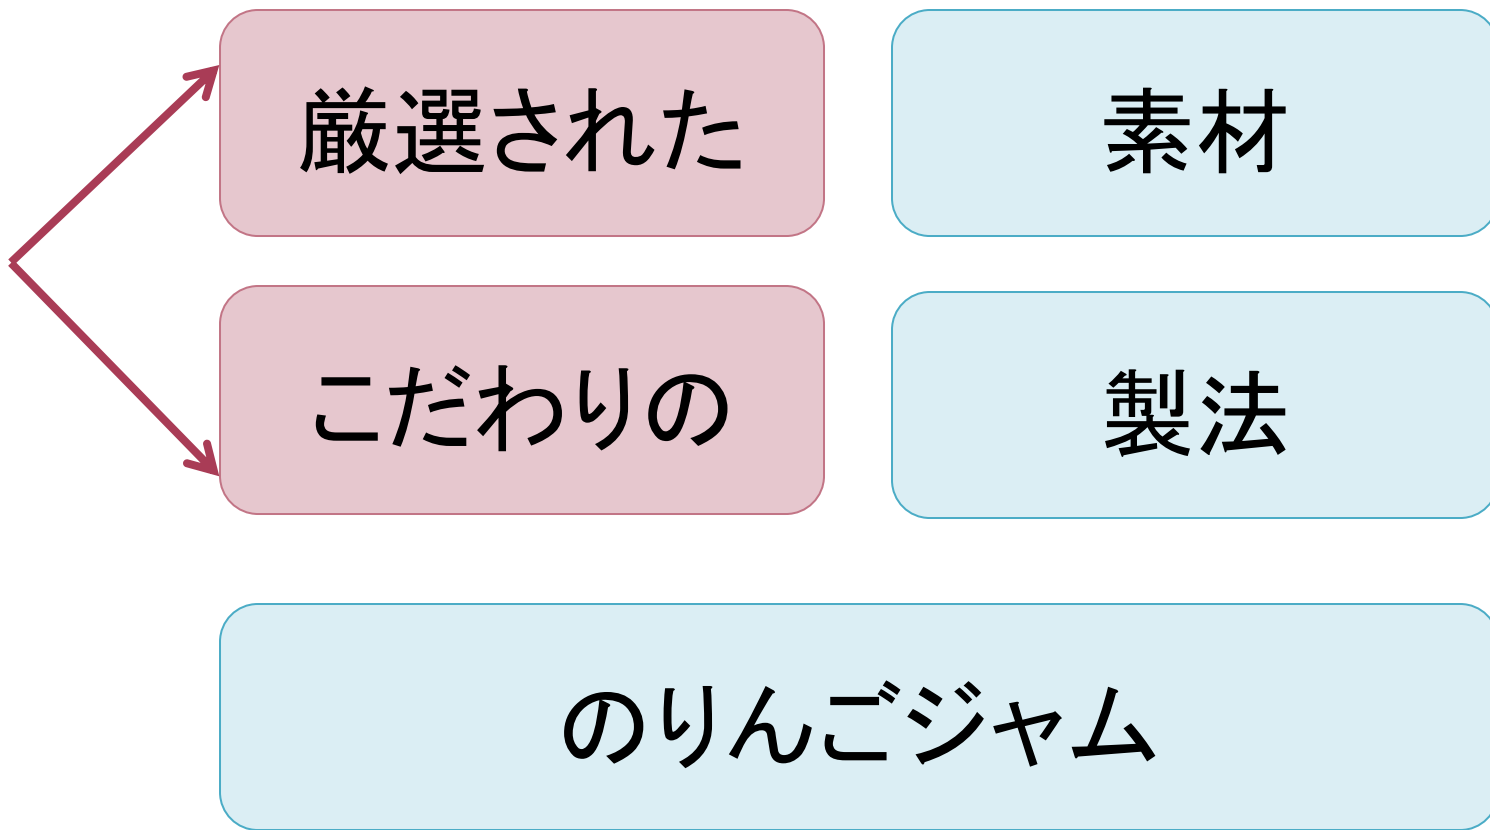 厳選された
素材
こだわりの
製法
のりんごジャム